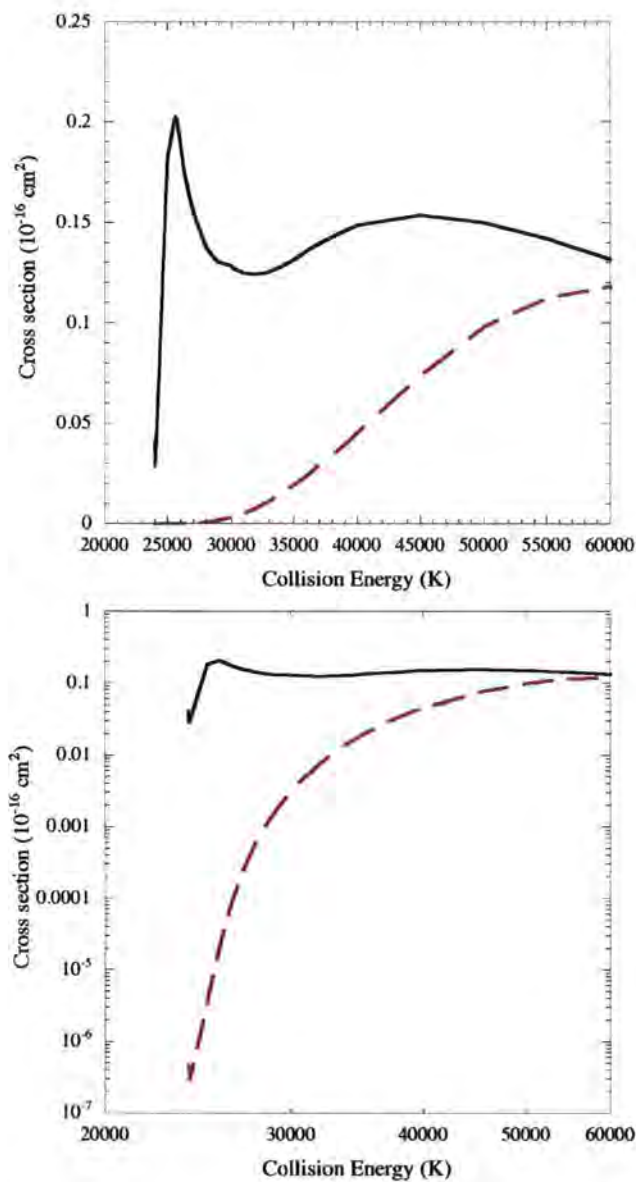 0.25
0.2
0.15
0.1
0.05
0
Cross section (10⁻¹⁶ cm²)
20000 25000 30000 35000 40000 45000 50000 55000 60000
Collision Energy (K)
1
0.1
0.01
0.001
0.0001
10⁻⁵
10⁻⁶
10⁻⁷
Cross section (10⁻¹⁶ cm²)
20000 30000 40000 50000 60000
Collision Energy (K)